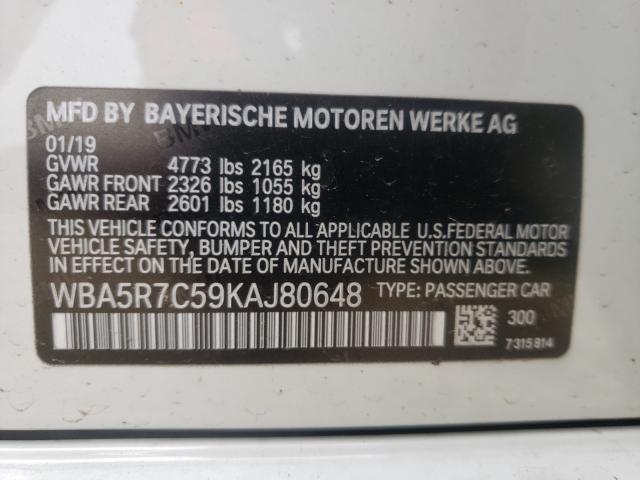 MFD BY BAYERISCHE MOTOREN WERKE AG
01/19
GVWR 4773 lbs 2165 kg
GAWR FRONT 2326 lbs 1055 kg
GAWR REAR 2601 lbs 1180 kg
THIS VEHICLE CONFORMS TO ALL APPLICABLE U.S.FEDERAL MOTOR
VEHICLE SAFETY, BUMPER AND THEFT PREVENTION STANDARDS
IN EFFECT ON THE DATE OF MANUFACTURE SHOWN ABOVE.
WBA5R7C59KAJ80648 TYPE: PASSENGER CAR
300
7315814